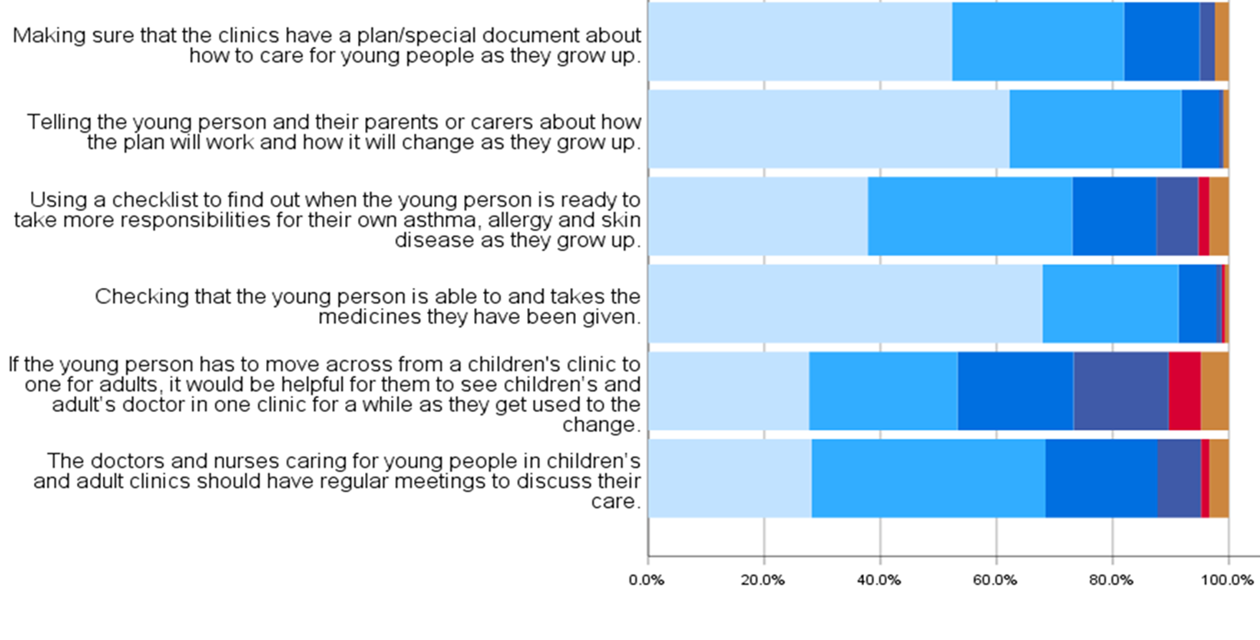 Making sure that the clinics have a plan/special document about
how to care for young people as they grow up.
Telling the young person and their parents or carers about how
the plan will work and how it will change as they grow up.
Using a checklist to find out when the young person is ready to
take more responsibilities for their own asthma, allergy and skin
disease as they grow up.
Checking that the young person is able to and takes the
medicines they have been given.
If the young person has to move across from a children's clinic to
one for adults, it would be helpful for them to see children's and
adult's doctor in one clinic for a while as they get used to the
change.
The doctors and nurses caring for young people in children's
and adult clinics should have regular meetings to discuss their
care.
0.0% 20.0% 40.0% 60.0% 80.0% 100.0%